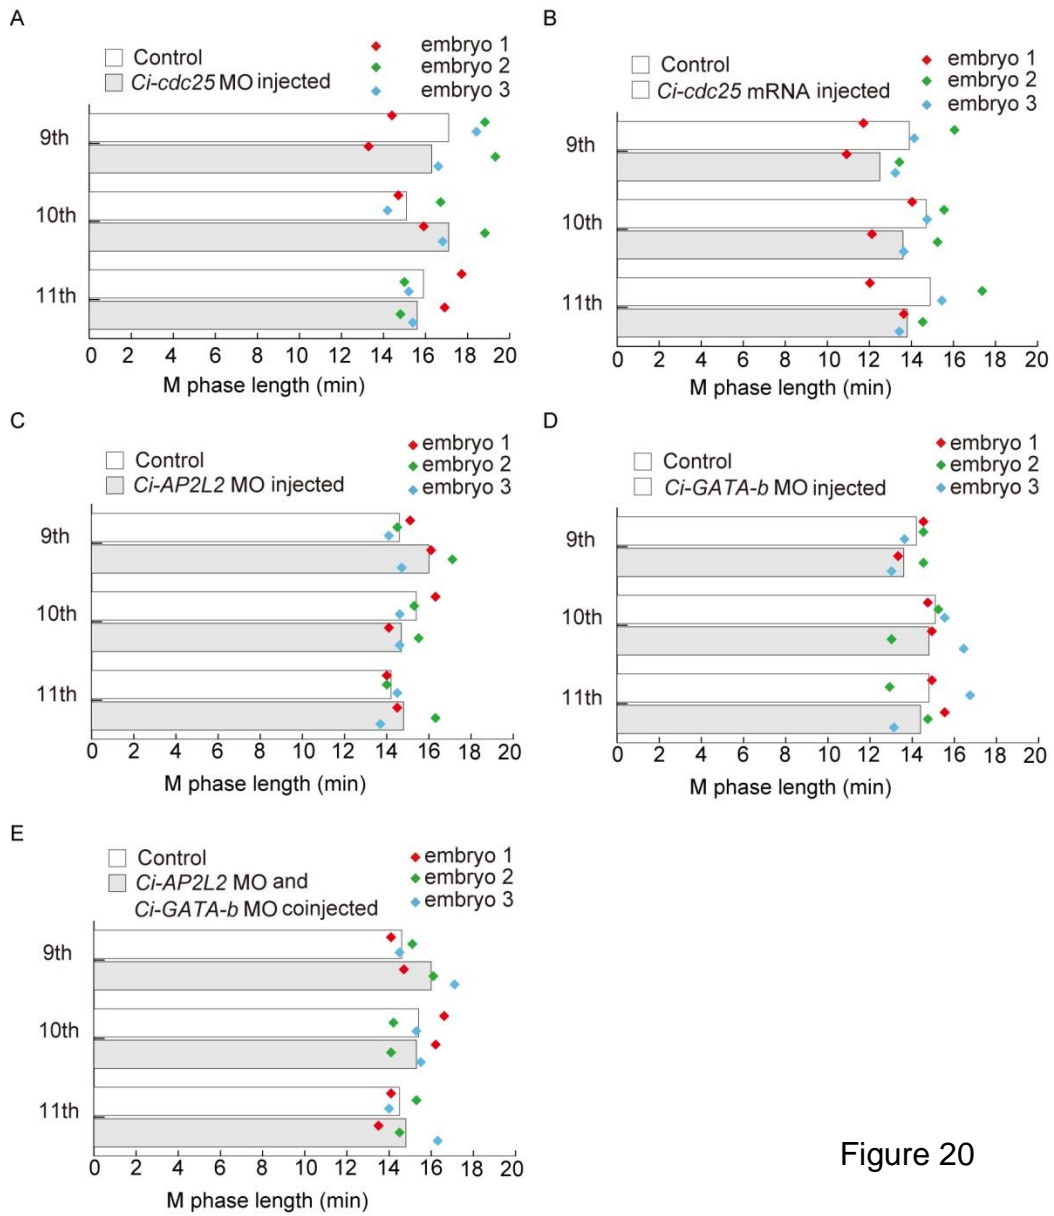 A
Control
Ci-cdc25 MO injected
embryo 1
embryo 2
embryo 3
9th
10th
11th
0 2 4 6 8 10 12 14 16 18 20
M phase length (min)
B
Control
Ci-cdc25 mRNA injected
embryo 1
embryo 2
embryo 3
9th
10th
11th
0 2 4 6 8 10 12 14 16 18 20
M phase length (min)
C
Control
Ci-AP2L2 MO injected
embryo 1
embryo 2
embryo 3
9th
10th
11th
0 2 4 6 8 10 12 14 16 18 20
M phase length (min)
D
Control
Ci-GATA-b MO injected
embryo 1
embryo 2
embryo 3
9th
10th
11th
0 2 4 6 8 10 12 14 16 18 20
M phase length (min)
E
Control
Ci-AP2L2 MO and
Ci-GATA-b MO coinjected
embryo 1
embryo 2
embryo 3
9th
10th
11th
0 2 4 6 8 10 12 14 16 18 20
M phase length (min)
Figure 20